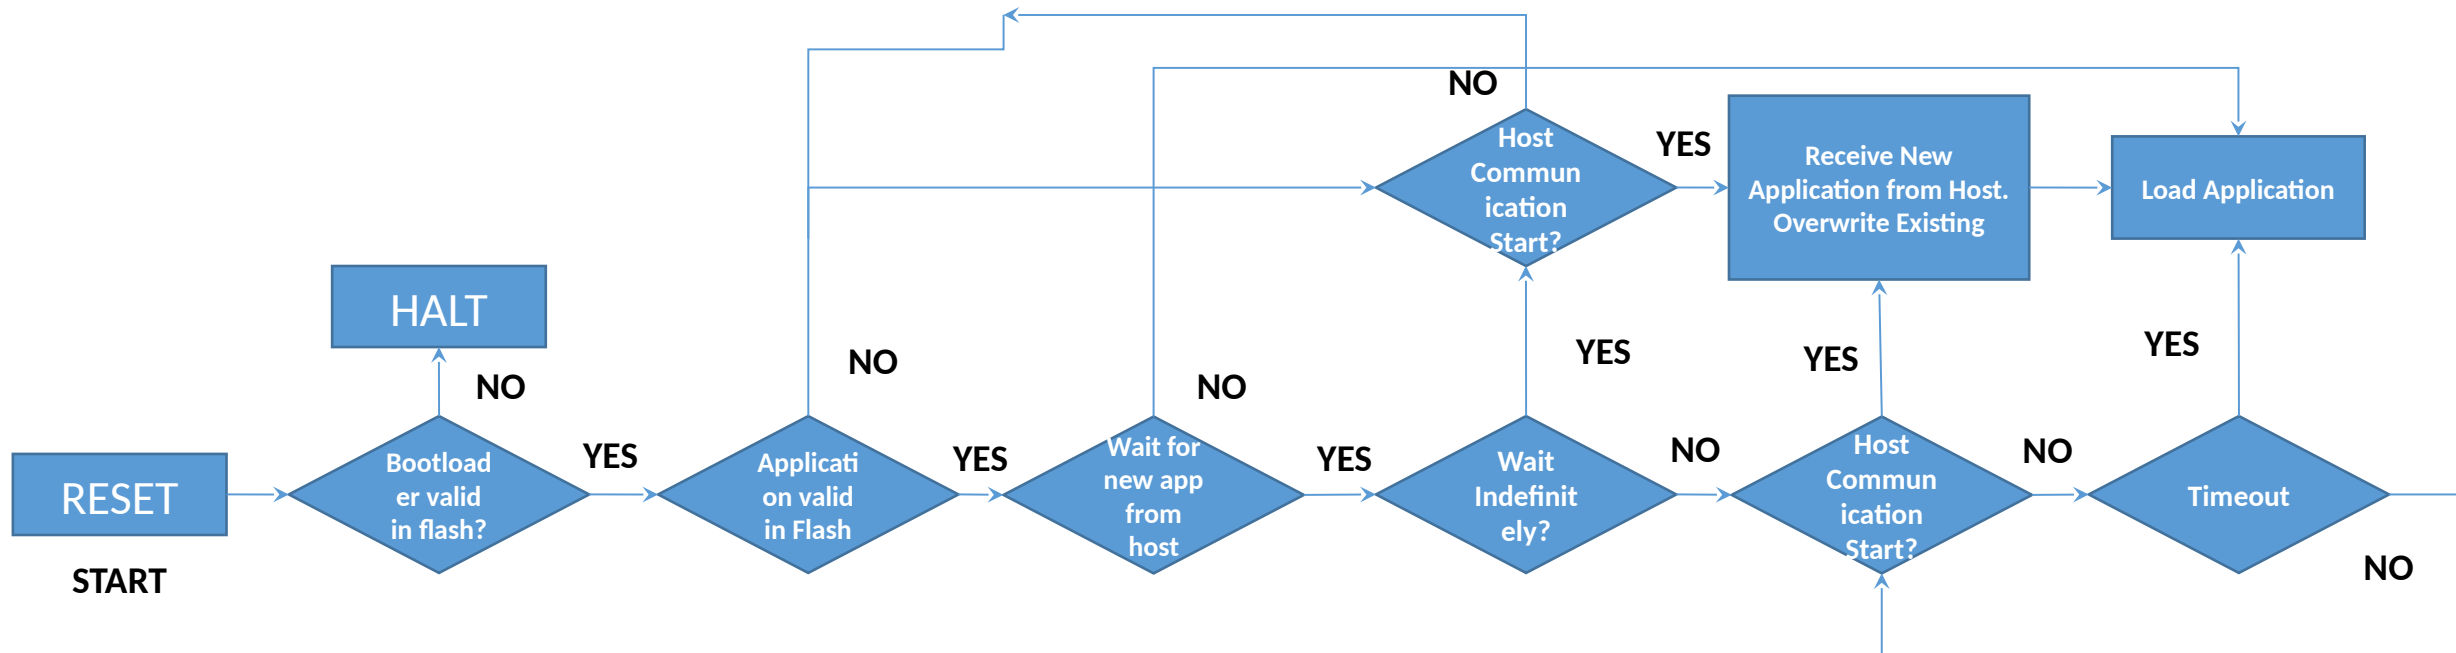 NO
Host
Commun
ication
Start?
YES
Receive New
Application from Host.
Overwrite Existing
Load Application
HALT
NO
NO
NO
YES
YES
YES
RESET
START
Bootload
er valid
in flash?
YES
Applicati
on valid
in Flash
YES
Wait for
new app
from
host
YES
Wait
Indefinit
ely?
NO
Host
Commun
ication
Start?
NO
Timeout
NO